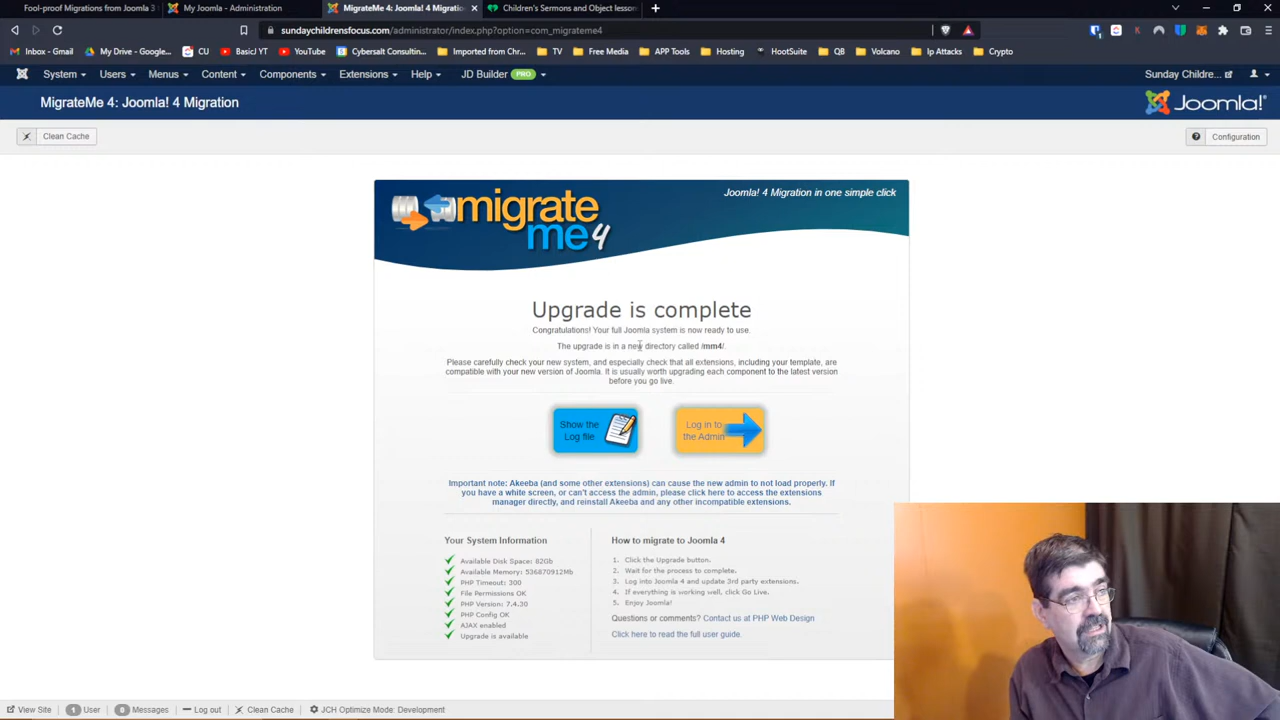 Fool-proof Migrations from Joomla 3
My Joomla - Administration
MigrateMe 4: Joomla! 4 Migratio
Children's Sermons and Object lesson
sundaychildrensfocus.com/administrator/index.php?option=com_migrateme4
Inbox - Gmail
My Drive - Google...
CU
BasicJ YT
YouTube
Cybersalt Consulting...
Imported from Chr...
TV
Free Media
APP Tools
Hosting
HootSuite
QB
Volcano
Ip Attacks
Crypto
System
Users
Menus
Content
Components
Extensions
Help
JD Builder PRO
Sunday Childre...
MigrateMe 4: Joomla! 4 Migration
Joomla!
Clean Cache
Configuration
migrate me 4
Joomla! 4 Migration in one simple click
Upgrade is complete
Congratulations! Your full Joomla system is now ready to use.
The upgrade is in a new directory called /mm4/.
Please carefully check your new system, and especially check that all extensions, including your template, are
compatible with your new version of Joomla. It is usually worth upgrading each component to the latest version
before you go live.
Show the
Log file
Log in to
the Admin
Important note: Akeeba (and some other extensions) can cause the new admin to not load properly. If
you have a white screen, or can't access the admin, please click here to access the extensions
manager directly, and reinstall Akeeba and any other incompatible extensions.
Your System Information
Available Disk Space: 82Gb
Available Memory: 536870912Mb
PHP Timeout: 300
File Permissions OK
PHP Version: 7.4.30
PHP Config OK
AJAX enabled
Upgrade is available
How to migrate to Joomla 4
1. Click the Upgrade button.
2. Wait for the process to complete.
3. Log into Joomla 4 and update 3rd party extensions.
4. If everything is working well, click Go Live.
5. Enjoy Joomla!
Questions or comments? Contact us at PHP Web Design
Click here to read the full user guide.
View Site
1 User
0 Messages
Log out
Clean Cache
JCH Optimize Mode: Development